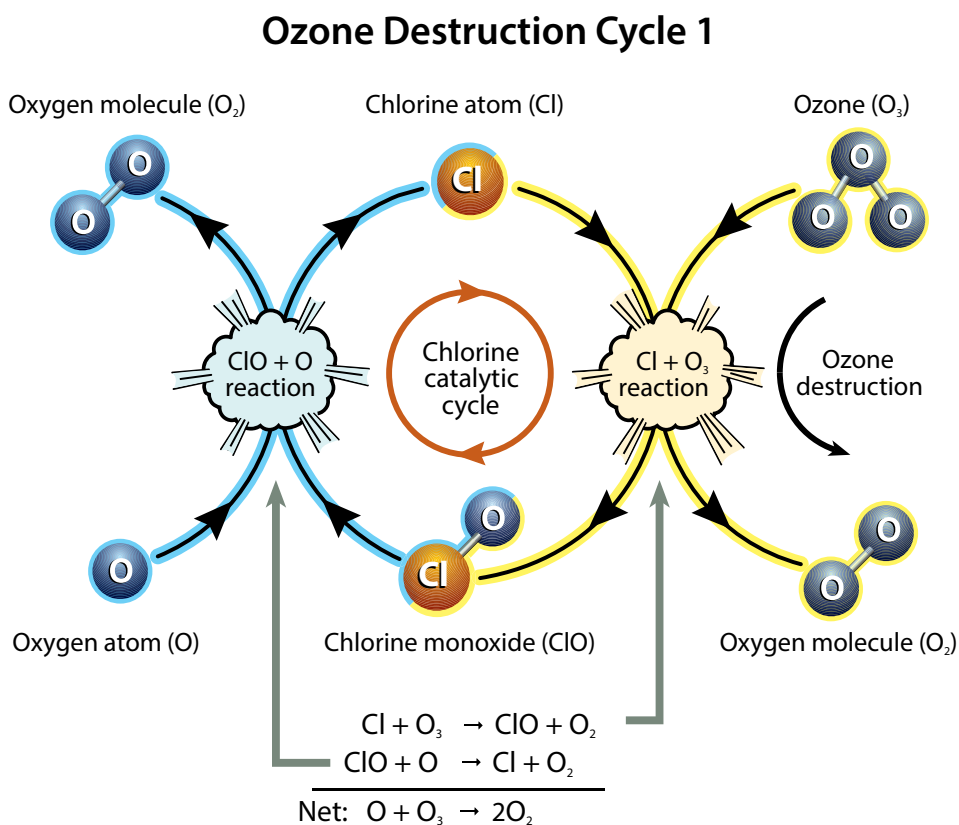 Ozone Destruction Cycle 1
Oxygen molecule (O₂)
Chlorine atom (Cl)
Ozone (O₃)
O
O
Cl
O
O
O
ClO + O
reaction
Chlorine
catalytic
cycle
Cl + O₃
reaction
Ozone
destruction
O
O
Cl
O
O
Oxygen atom (O)
Chlorine monoxide (ClO)
Oxygen molecule (O₂)
Cl + O₃ → ClO + O₂
ClO + O → Cl + O₂
Net: O + O₃ → 2O₂